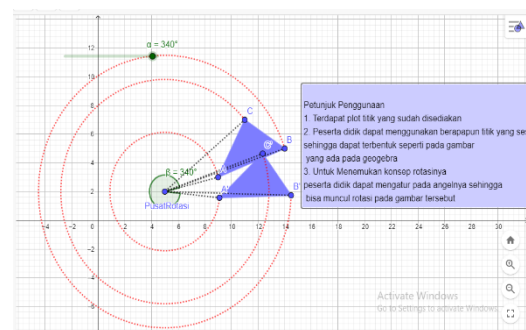 α = 340°
12
10
8
6
4
2
-2
-4
-6
-4
-2
0
2
4
6
8
10
12
14
16
18
20
22
24
26
28
30
C
B
C'
β = 340°
A'
B'
PusatRotasi
Petunjuk Penggunaan
1. Terdapat plot titik yang sudah disediakan
2. Peserta didik dapat menggunakan berapapun titik yang se
sehingga dapat terbentuk seperti pada gambar
yang ada pada geogebra
3. Untuk Menemukan konsep rotasinya
peserta didik dapat mengatur pada angelnya sehingga
bisa muncul rotasi pada gambar tersebut
Activate Windows
Go to Settings to activate Windows.